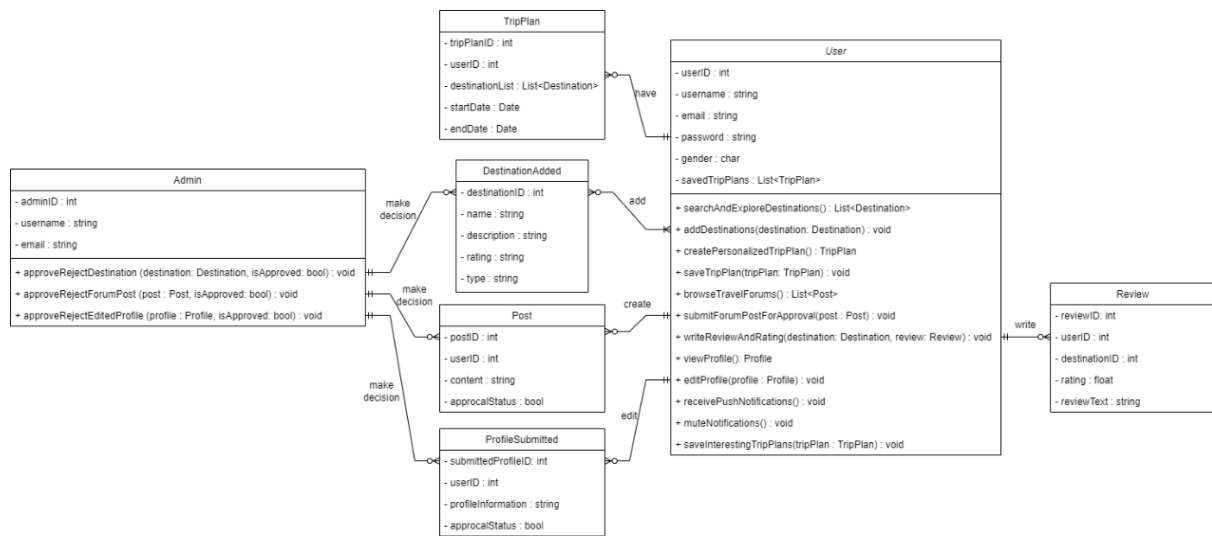 TripPlan
- tripPlanID : int
- userID : int
- destinationList : List<Destination>
- startDate : Date
- endDate : Date
have
User
- userID : int
- username : string
- email : string
- password : string
- gender : char
- savedTripPlans : List<TripPlan>
+ searchAndExploreDestinations() : List<Destination>
+ addDestinations(destination: Destination) : void
+ createPersonalizedTripPlan() : TripPlan
+ saveTripPlan(tripPlan: TripPlan) : void
+ browseTravelForums() : List<Post>
+ submitForumPostForApproval(post : Post) : void
+ writeReviewAndRating(destination: Destination, review: Review) : void
+ viewProfile(): Profile
+ editProfile(profile : Profile) : void
+ receivePushNotifications() : void
+ muteNotifications() : void
+ saveInterestingTripPlans(tripPlan : TripPlan) : void
Admin
- adminID : int
- username : string
- email : string
+ approveRejectDestination (destination: Destination, isApproved: bool) : void
+ approveRejectForumPost (post : Post, isApproved: bool) : void
+ approveRejectEditedProfile (profile : Profile, isApproved: bool) : void
make
decision
DestinationAdded
- destinationID : int
- name : string
- description : string
- rating : string
- type : string
add
make
decision
Post
- postID : int
- userID : int
- content : string
- approcalStatus : bool
create
make
decision
ProfileSubmitted
- submittedProfileID: int
- userID : int
- profileInformation : string
- approcalStatus : bool
edit
write
Review
- reviewID: int
- userID : int
- destinationID : int
- rating : float
- reviewText : string